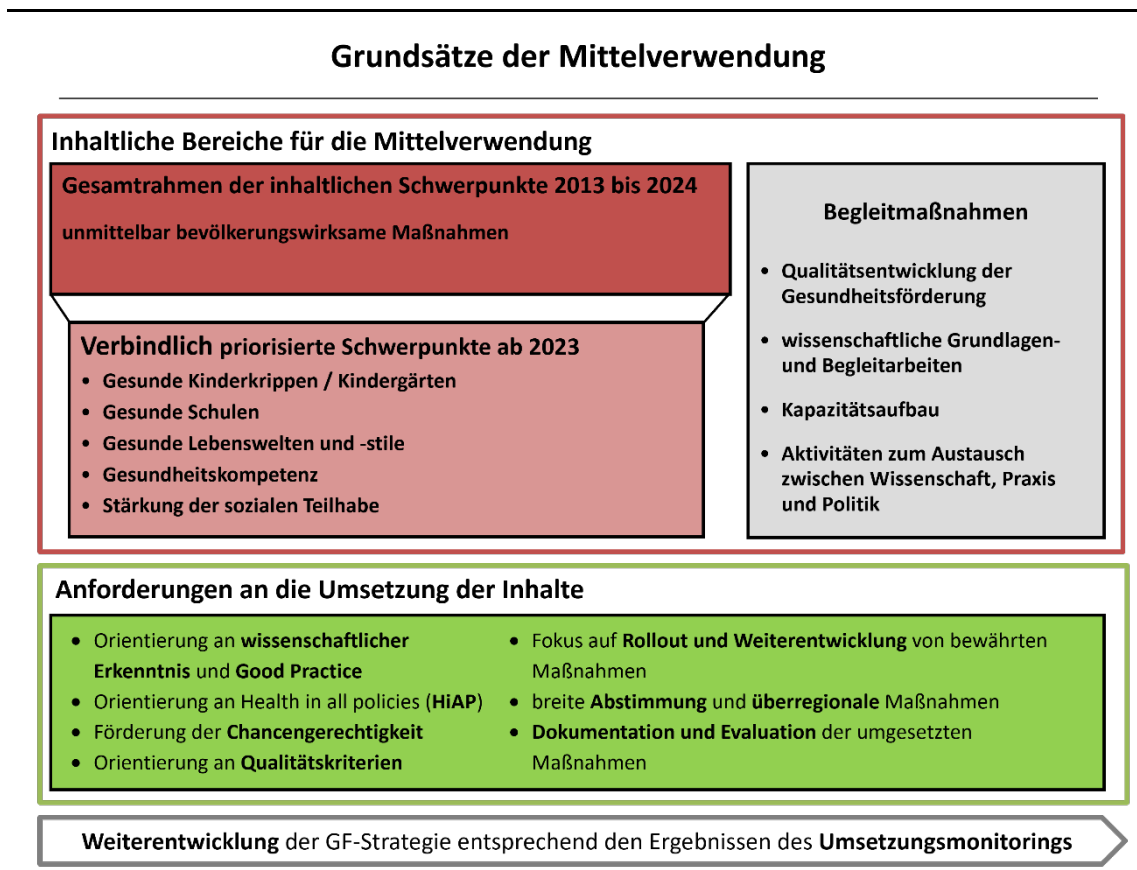 Grundsätze der Mittelverwendung
Inhaltliche Bereiche für die Mittelverwendung
Gesamtrahmen der inhaltlichen Schwerpunkte 2013 bis 2024
unmittelbar bevölkerungswirksame Maßnahmen
Verbindlich priorisierte Schwerpunkte ab 2023
• Gesunde Kinderkrippen / Kindergärten
• Gesunde Schulen
• Gesunde Lebenswelten und -stile
• Gesundheitskompetenz
• Stärkung der sozialen Teilhabe
Begleitmaßnahmen
• Qualitätsentwicklung der
Gesundheitsförderung
• wissenschaftliche Grundlagen-
und Begleitarbeiten
• Kapazitätsaufbau
• Aktivitäten zum Austausch
zwischen Wissenschaft, Praxis
und Politik
Anforderungen an die Umsetzung der Inhalte
• Orientierung an wissenschaftlicher
Erkenntnis und Good Practice
• Orientierung an Health in all policies (HiAP)
• Förderung der Chancengerechtigkeit
• Orientierung an Qualitätskriterien
• Fokus auf Rollout und Weiterentwicklung von bewährten
Maßnahmen
• breite Abstimmung und überregionale Maßnahmen
• Dokumentation und Evaluation der umgesetzten
Maßnahmen
Weiterentwicklung der GF-Strategie entsprechend den Ergebnissen des Umsetzungsmonitorings